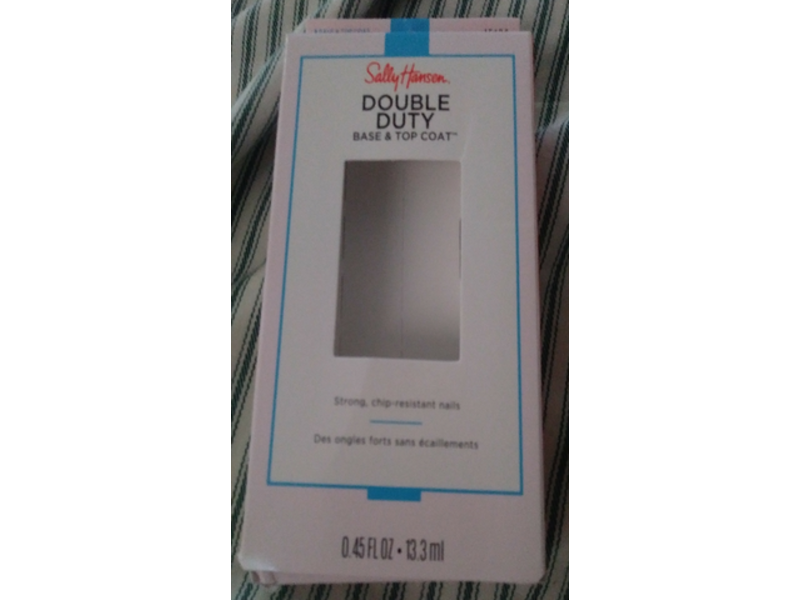 Sally Hansen.
DOUBLE
DUTY
BASE & TOP COAT™
Strong, chip-resistant nails
Des ongles forts sans écaillements
0.45 FL OZ • 13.3 ml